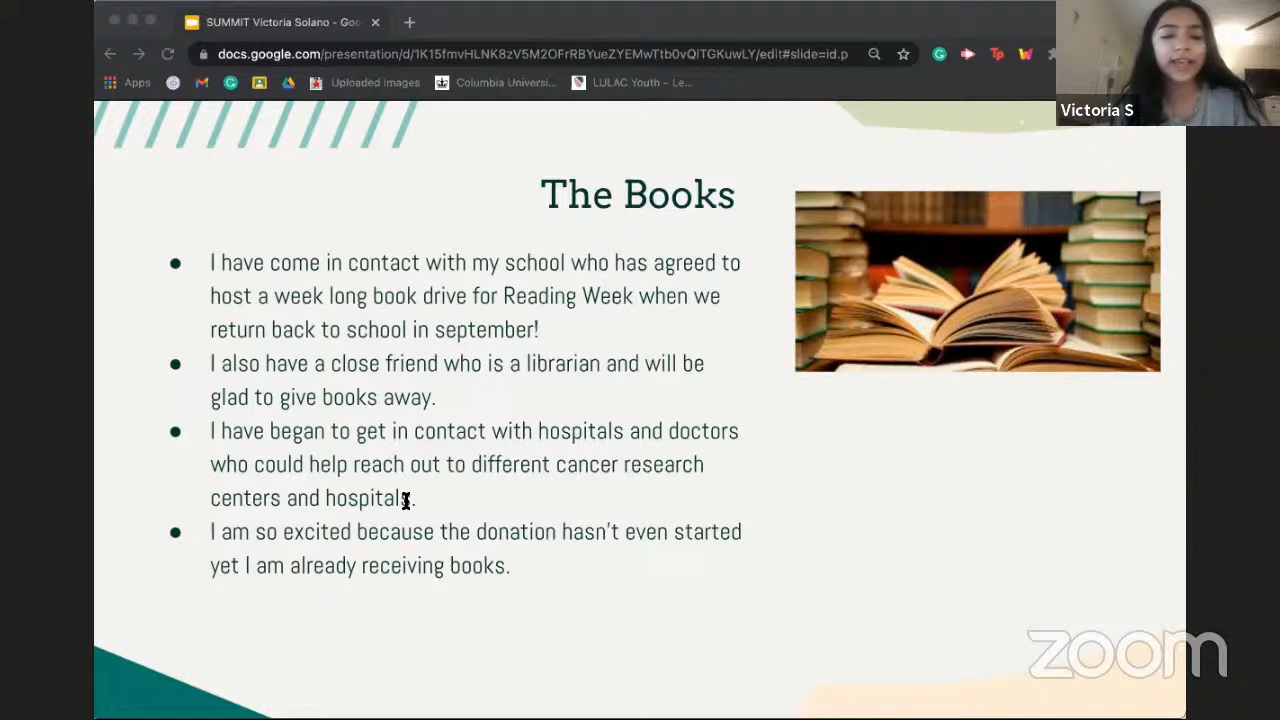 SUMMIT Victoria Solano - Goo
docs.google.com/presentation/d/1K15fmvHLNK8zV5M2OFrRBYueZYEMwTtb0vQlTGKuwLY/edit#slide=id.p
Apps
Uploaded images
Columbia Universi...
LULAC Youth – Le...
Victoria S
The Books
● I have come in contact with my school who has agreed to
host a week long book drive for Reading Week when we
return back to school in september!
● I also have a close friend who is a librarian and will be
glad to give books away.
● I have began to get in contact with hospitals and doctors
who could help reach out to different cancer research
centers and hospitals.
● I am so excited because the donation hasn't even started
yet I am already receiving books.
zoom